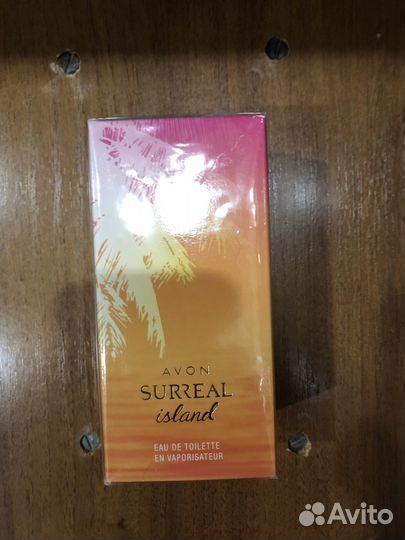 AVON
SURREAL
island
EAU DE TOILETTE
EN VAPORISATEUR
Avito